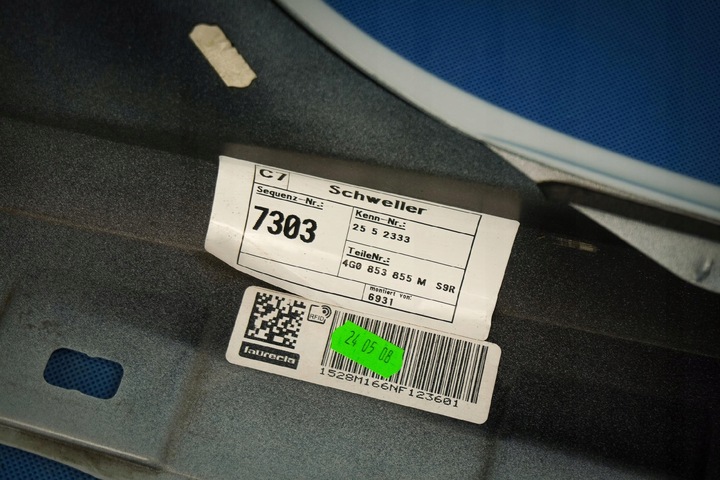 C7 Schweller
Sequenz-Nr.:
7303
Kenn-Nr.:
25 5 2333
TeileNr.:
4G0 853 855 M S9R
montiert von:
6931
RFID
faurecia
24 05 08
1528M166NF123601